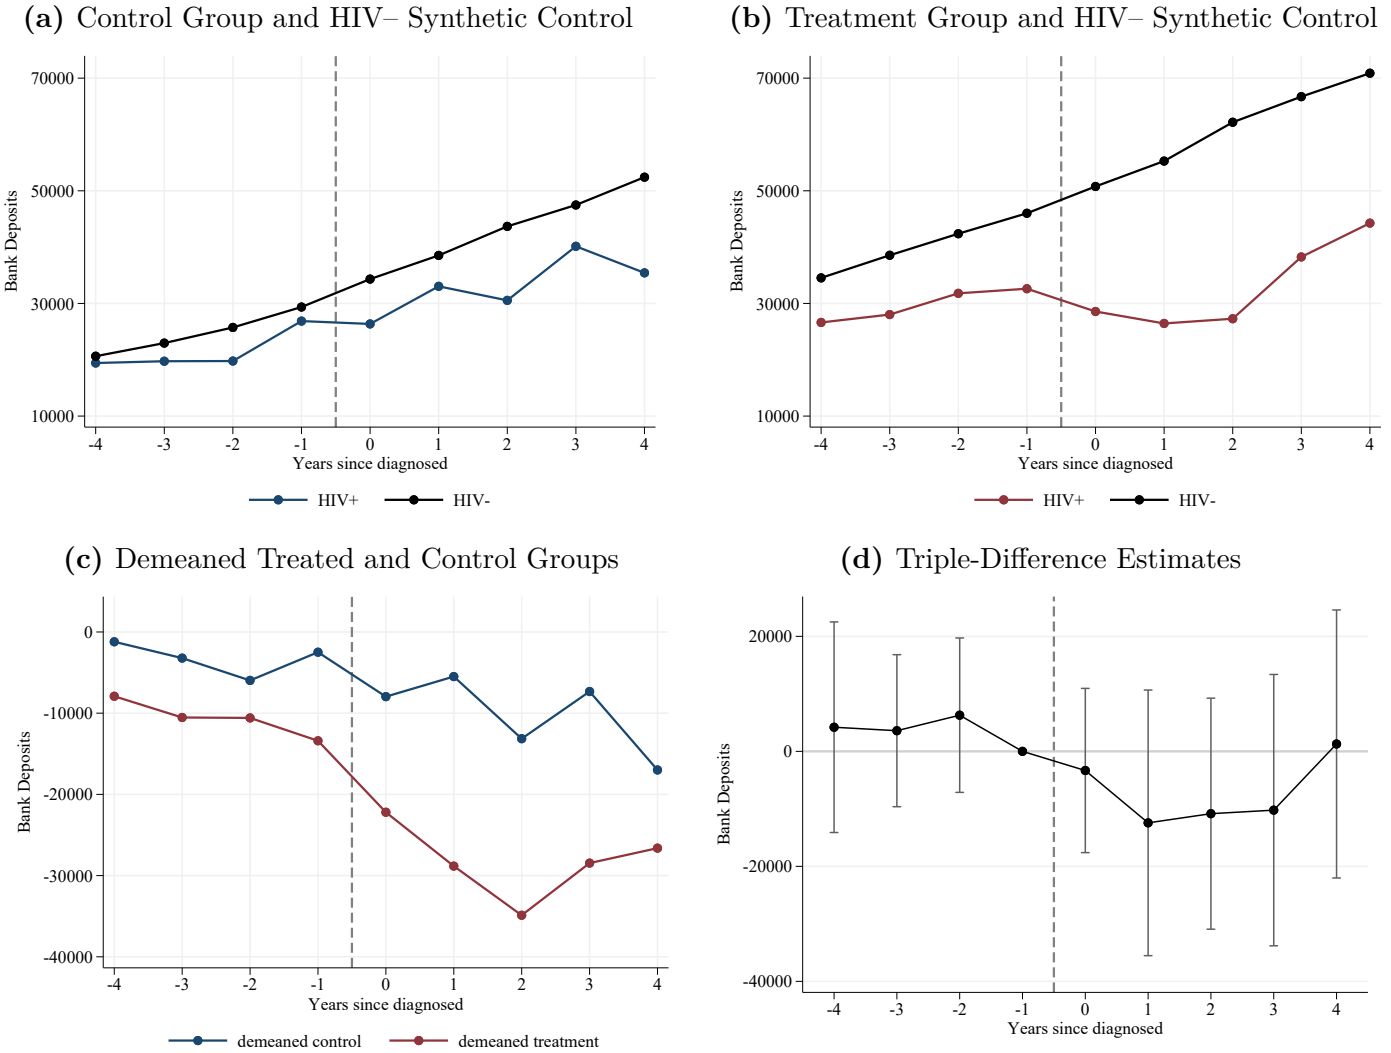 (a) Control Group and HIV– Synthetic Control
70000
50000
30000
10000
Bank Deposits
-4 -3 -2 -1 0 1 2 3 4
Years since diagnosed
HIV+ HIV-
(b) Treatment Group and HIV– Synthetic Control
70000
50000
30000
10000
Bank Deposits
-4 -3 -2 -1 0 1 2 3 4
Years since diagnosed
HIV+ HIV-
(c) Demeaned Treated and Control Groups
0
-10000
-20000
-30000
-40000
Bank Deposits
-4 -3 -2 -1 0 1 2 3 4
Years since diagnosed
demeaned control demeaned treatment
(d) Triple-Difference Estimates
20000
0
-20000
-40000
Bank Deposits
-4 -3 -2 -1 0 1 2 3 4
Years since diagnosed